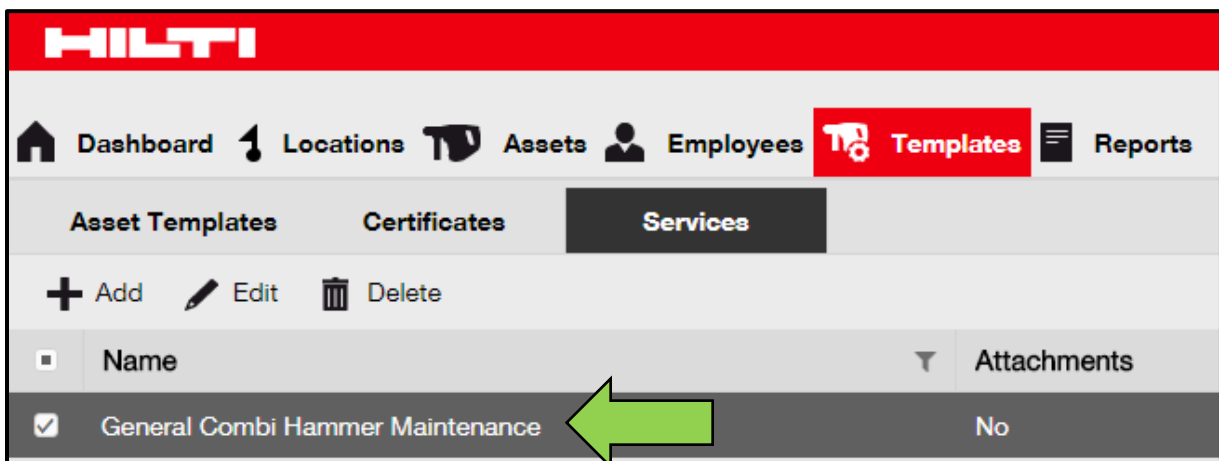 HILTI
Dashboard Locations Assets Employees Templates Reports
Asset Templates Certificates Services
Add Edit Delete
Name Attachments
General Combi Hammer Maintenance No